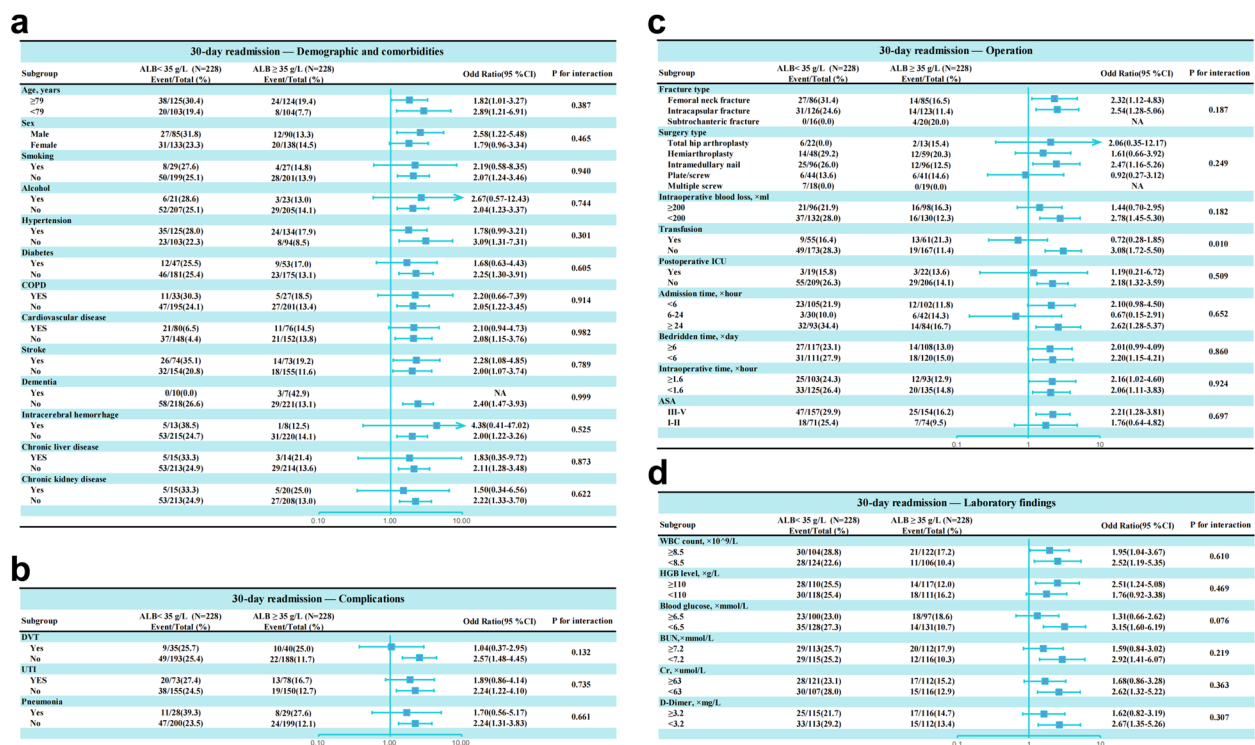 a
30-day readmission — Demographic and comorbidities
ALB< 35 g/L (N=228) ALB ≥ 35 g/L (N=228)
Subgroup Odd Ratio(95 %CI) P for interaction
Event/Total (%) Event/Total (%)
Age, years
≥79 38/125(30.4) 24/124(19.4) 1.82(1.01-3.27)
0.387
<79 20/103(19.4) 8/104(7.7) 2.89(1.21-6.91)
Sex
Male 27/85(31.8) 12/90(13.3) 2.58(1.22-5.48)
0.465
Female 31/133(23.3) 20/138(14.5) 1.79(0.96-3.34)
Smoking
Yes 8/29(27.6) 4/27(14.8) 2.19(0.58-8.35)
0.940
No 50/199(25.1) 28/201(13.9) 2.07(1.24-3.46)
Alcohol
Yes 6/21(28.6) 3/23(13.0) 2.67(0.57-12.43)
0.744
No 52/207(25.1) 29/205(14.1) 2.04(1.23-3.37)
Hypertension
Yes 35/125(28.0) 24/134(17.9) 1.78(0.99-3.21)
0.301
No 23/103(22.3) 8/94(8.5) 3.09(1.31-7.31)
Diabetes
Yes 12/47(25.5) 9/53(17.0) 1.68(0.63-4.43)
0.605
No 46/181(25.4) 23/175(13.1) 2.25(1.30-3.91)
COPD
YES 11/33(30.3) 5/27(18.5) 2.20(0.66-7.39)
0.914
No 47/195(24.1) 27/201(13.4) 2.05(1.22-3.45)
Cardiovascular disease
YES 21/80(6.5) 11/76(14.5) 2.10(0.94-4.73)
0.982
No 37/148(4.4) 21/152(13.8) 2.08(1.15-3.76)
Stroke
Yes 26/74(35.1) 14/73(19.2) 2.28(1.08-4.85)
0.789
No 32/154(20.8) 18/155(11.6) 2.00(1.07-3.74)
Dementia
Yes 0/10(0.0) 3/7(42.9) NA
0.999
No 58/218(26.6) 29/221(13.1) 2.40(1.47-3.93)
Intracerebral hemorrhage
Yes 5/13(38.5) 1/8(12.5) 4.38(0.41-47.02)
0.525
No 53/215(24.7) 31/220(14.1) 2.00(1.22-3.26)
Chronic liver disease
YES 5/15(33.3) 3/14(21.4) 1.83(0.35-9.72)
0.873
No 53/213(24.9) 29/214(13.6) 2.11(1.28-3.48)
Chronic kidney disease
Yes 5/15(33.3) 5/20(25.0) 1.50(0.34-6.56)
0.622
No 53/213(24.9) 27/208(13.0) 2.22(1.33-3.70)
0.10 1.00 10.00
b
30-day readmission — Complications
ALB< 35 g/L (N=228) ALB ≥ 35 g/L (N=228)
Subgroup Odd Ratio(95 %CI) P for interaction
Event/Total (%) Event/Total (%)
DVT
Yes 9/35(25.7) 10/40(25.0) 1.04(0.37-2.95)
0.132
No 49/193(25.4) 22/188(11.7) 2.57(1.48-4.45)
UTI
YES 20/73(27.4) 13/78(16.7) 1.89(0.86-4.14)
0.735
No 38/155(24.5) 19/150(12.7) 2.24(1.22-4.10)
Pneumonia
Yes 11/28(39.3) 8/29(27.6) 1.70(0.56-5.17)
0.661
No 47/200(23.5) 24/199(12.1) 2.24(1.31-3.83)
0.10 1.00 10.00
c
30-day readmission — Operation
ALB< 35 g/L (N=228) ALB ≥ 35 g/L (N=228)
Subgroup Odd Ratio(95 %CI) P for interaction
Event/Total (%) Event/Total (%)
Fracture type
Femoral neck fracture 27/86(31.4) 14/85(16.5) 2.32(1.12-4.83)
Intracapsular fracture 31/126(24.6) 14/123(11.4) 2.54(1.28-5.06) 0.187
Subtrochanteric fracture 0/16(0.0) 4/20(20.0) NA
Surgery type
Total hip arthroplasty 6/22(0.0) 2/13(15.4) 2.06(0.35-12.17)
Hemiarthroplasty 14/48(29.2) 12/59(20.3) 1.61(0.66-3.92)
Intramedullary nail 25/96(26.0) 12/96(12.5) 2.47(1.16-5.26) 0.249
Plate/screw 6/44(13.6) 6/41(14.6) 0.92(0.27-3.12)
Multiple screw 7/18(0.0) 0/19(0.0) NA
Intraoperative blood loss, ×ml
≥200 21/96(21.9) 16/98(16.3) 1.44(0.70-2.95)
0.182
<200 37/132(28.0) 16/130(12.3) 2.78(1.45-5.30)
Transfusion
Yes 9/55(16.4) 13/61(21.3) 0.72(0.28-1.85)
0.010
No 49/173(28.3) 19/167(11.4) 3.08(1.72-5.50)
Postoperative ICU
Yes 3/19(15.8) 3/22(13.6) 1.19(0.21-6.72)
0.509
No 55/209(26.3) 29/206(14.1) 2.18(1.32-3.59)
Admission time, ×hour
<6 23/105(21.9) 12/102(11.8) 2.10(0.98-4.50)
6-24 3/30(10.0) 6/42(14.3) 0.67(0.15-2.91) 0.652
≥ 24 32/93(34.4) 14/84(16.7) 2.62(1.28-5.37)
Bedridden time, ×day
≥6 27/117(23.1) 14/108(13.0) 2.01(0.99-4.09)
0.860
<6 31/111(27.9) 18/120(15.0) 2.20(1.15-4.21)
Intraoperative time, ×hour
≥1.6 25/103(24.3) 12/93(12.9) 2.16(1.02-4.60)
0.924
<1.6 33/125(26.4) 20/135(14.8) 2.06(1.11-3.83)
ASA
III-V 47/157(29.9) 25/154(16.2) 2.21(1.28-3.81)
0.697
I-II 18/71(25.4) 7/74(9.5) 1.76(0.64-4.82)
0.1 1 10
d
30-day readmission — Laboratory findings
ALB< 35 g/L (N=228) ALB ≥ 35 g/L (N=228)
Subgroup Odd Ratio(95 %CI) P for interaction
Event/Total (%) Event/Total (%)
WBC count, ×10^9/L
≥8.5 30/104(28.8) 21/122(17.2) 1.95(1.04-3.67)
0.610
<8.5 28/124(22.6) 11/106(10.4) 2.52(1.19-5.35)
HGB level, ×g/L
≥110 28/110(25.5) 14/117(12.0) 2.51(1.24-5.08)
0.469
<110 30/118(25.4) 18/111(16.2) 1.76(0.92-3.38)
Blood glucose, ×mmol/L
≥6.5 23/100(23.0) 18/97(18.6) 1.31(0.66-2.62)
0.076
<6.5 35/128(27.3) 14/131(10.7) 3.15(1.60-6.19)
BUN,×mmol/L
≥7.2 29/113(25.7) 20/112(17.9) 1.59(0.84-3.02)
0.219
<7.2 29/115(25.2) 12/116(10.3) 2.92(1.41-6.07)
Cr, ×umol/L
≥63 28/121(23.1) 17/112(15.2) 1.68(0.86-3.28)
0.363
<63 30/107(28.0) 15/116(12.9) 2.62(1.32-5.22)
D-Dimer, ×mg/L
≥3.2 25/115(21.7) 17/116(14.7) 1.62(0.82-3.19)
0.307
<3.2 33/113(29.2) 15/112(13.4) 2.67(1.35-5.26)
0.1 1 10